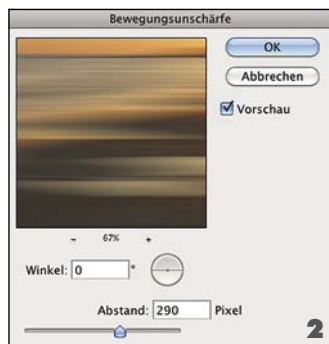 Bewegungsunschärfe
OK
Abbrechen
Vorschau
- 67% +
Winkel: 0 °
Abstand: 290 Pixel
2